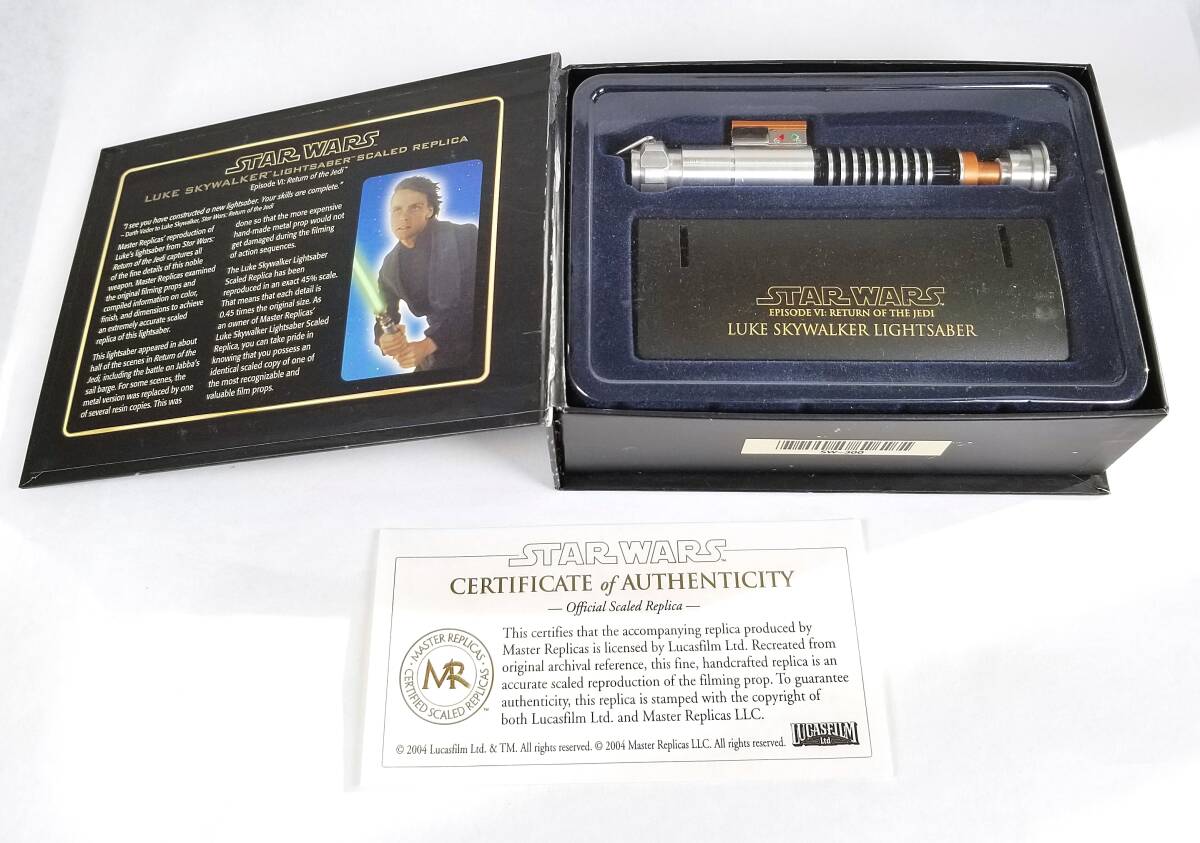 STAR WARS
LUKE SKYWALKER™ LIGHTSABER™ SCALED REPLICA
Episode VI: Return of the Jedi™
"I see you have constructed a new lightsaber. Your skills are complete."
– Darth Vader to Luke Skywalker, Star Wars: Return of the Jedi
Master Replicas' reproduction of
Luke's lightsaber from Star Wars:
Return of the Jedi captures all
of the fine details of this noble
weapon. Master Replicas examined
the original filming props and
compiled information on color,
finish, and dimensions to achieve
an extremely accurate scaled
replica of this lightsaber.
This lightsaber appeared in about
half of the scenes in Return of the
Jedi, including the battle on Jabba's
sail barge. For some scenes, the
metal version was replaced by one
of several resin copies. This was
done so that the more expensive
hand-made metal prop would not
get damaged during the filming
of action sequences.
The Luke Skywalker Lightsaber
Scaled Replica has been
reproduced in an exact 45% scale.
That means that each detail is
0.45 times the original size. As
an owner of Master Replicas'
Luke Skywalker Lightsaber Scaled
Replica, you can take pride in
knowing that you possess an
identical scaled copy of one of
the most recognizable and
valuable film props.
STAR WARS
EPISODE VI: RETURN OF THE JEDI
LUKE SKYWALKER LIGHTSABER
SW-300
STAR WARS™
CERTIFICATE of AUTHENTICITY
— Official Scaled Replica —
This certifies that the accompanying replica produced by
Master Replicas is licensed by Lucasfilm Ltd. Recreated from
original archival reference, this fine, handcrafted replica is an
accurate scaled reproduction of the filming prop. To guarantee
authenticity, this replica is stamped with the copyright of
both Lucasfilm Ltd. and Master Replicas LLC.
MASTER REPLICAS
MR
CERTIFIED SCALED REPLICAS™
© 2004 Lucasfilm Ltd. & TM. All rights reserved. © 2004 Master Replicas LLC. All rights reserved.
LUCASFILM
Ltd